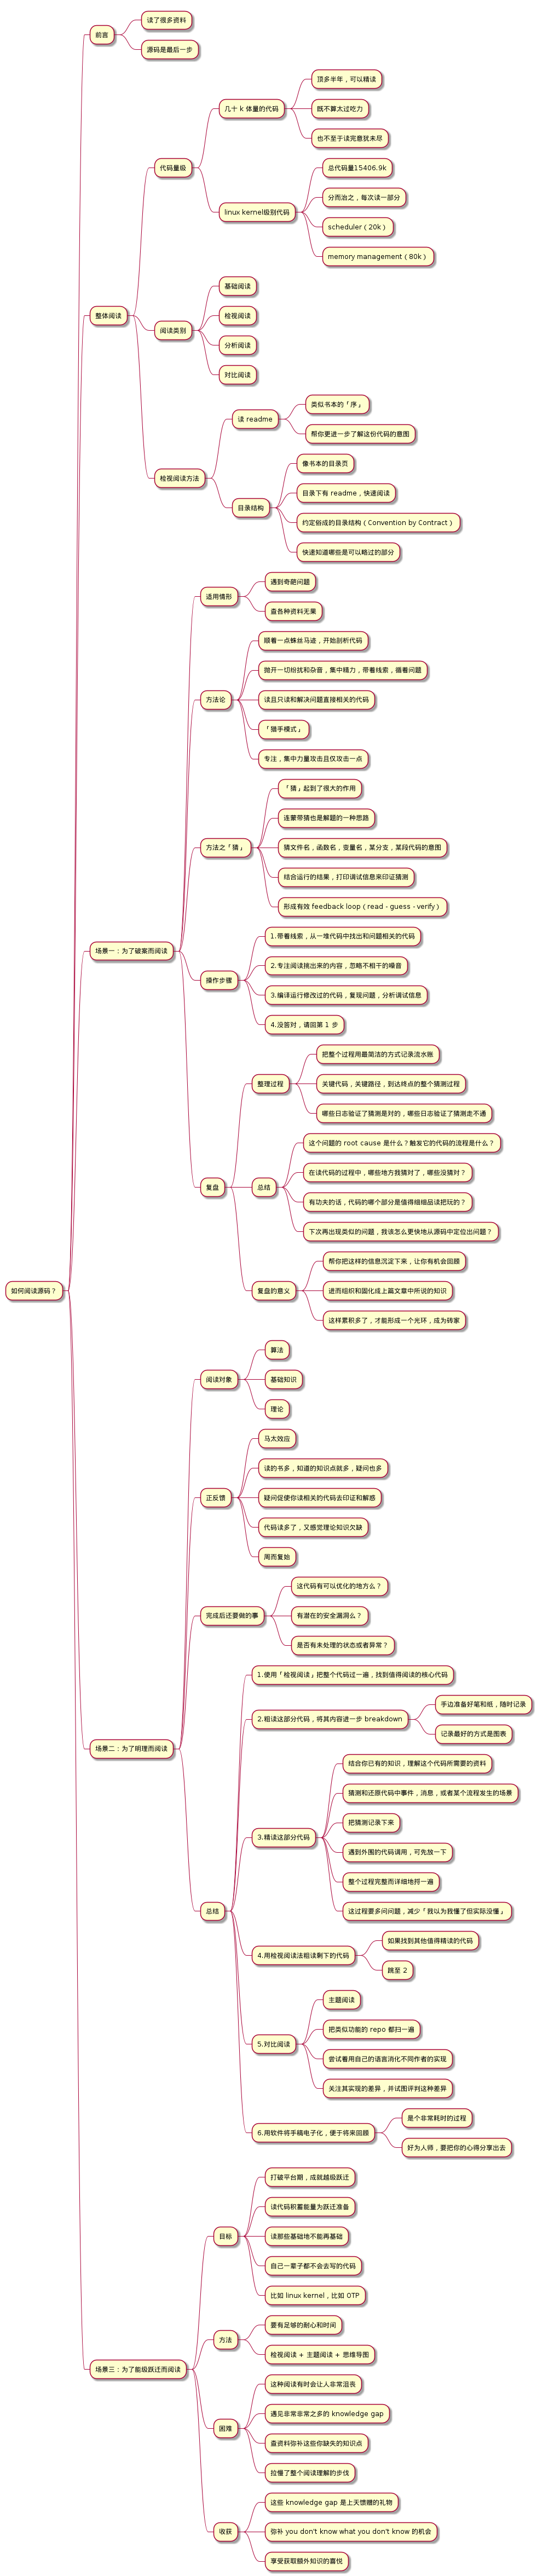 如何阅读源码？
前言
读了很多资料
源码是最后一步
整体阅读
代码量级
几十 k 体量的代码
顶多半年，可以精读
既不算太过吃力
也不至于读完意犹未尽
linux kernel级别代码
总代码量15406.9k
分而治之，每次读一部分
scheduler（20k）
memory management（80k）
阅读类别
基础阅读
检视阅读
分析阅读
对比阅读
检视阅读方法
读 readme
类似书本的「序」
帮你更进一步了解这份代码的意图
目录结构
像书本的目录页
目录下有 readme，快速阅读
约定俗成的目录结构（Convention by Contract）
快速知道哪些是可以略过的部分
场景一：为了破案而阅读
适用情形
遇到奇葩问题
查各种资料无果
方法论
顺着一点蛛丝马迹，开始剖析代码
抛开一切纷扰和杂音，集中精力，带着线索，循着问题
读且只读和解决问题直接相关的代码
「猎手模式」
专注，集中力量攻击且仅攻击一点
方法之「猜」
「猜」起到了很大的作用
连蒙带猜也是解题的一种思路
猜文件名，函数名，变量名，某分支，某段代码的意图
结合运行的结果，打印调试信息来印证猜测
形成有效 feedback loop（read - guess - verify）
操作步骤
1.带着线索，从一堆代码中找出和问题相关的代码
2.专注阅读挑出来的内容，忽略不相干的噪音
3.编译运行修改过的代码，复现问题，分析调试信息
4.没答对，请回第 1 步
复盘
整理过程
把整个过程用最简洁的方式记录流水账
关键代码，关键路径，到达终点的整个猜测过程
哪些日志验证了猜测是对的，哪些日志验证了猜测走不通
总结
这个问题的 root cause 是什么？触发它的代码的流程是什么？
在读代码的过程中，哪些地方我猜对了，哪些没猜对？
有功夫的话，代码的哪个部分是值得细细品读把玩的？
下次再出现类似的问题，我该怎么更快地从源码中定位出问题？
复盘的意义
帮你把这样的信息沉淀下来，让你有机会回顾
进而组织和固化成上篇文章中所说的知识
这样累积多了，才能形成一个光环，成为砖家
场景二：为了明理而阅读
阅读对象
算法
基础知识
理论
正反馈
马太效应
读的书多，知道的知识点就多，疑问也多
疑问促使你读相关的代码去印证和解惑
代码读多了，又感觉理论知识欠缺
周而复始
完成后还要做的事
这代码有可以优化的地方么？
有潜在的安全漏洞么？
是否有未处理的状态或者异常？
总结
1.使用「检视阅读」把整个代码过一遍，找到值得阅读的核心代码
2.粗读这部分代码，将其内容进一步 breakdown
手边准备好笔和纸，随时记录
记录最好的方式是图表
3.精读这部分代码
结合你已有的知识，理解这个代码所需要的资料
猜测和还原代码中事件，消息，或者某个流程发生的场景
把猜测记录下来
遇到外围的代码调用，可先放一下
整个过程完整而详细地捋一遍
这过程要多问问题，减少「我以为我懂了但实际没懂」
4.用检视阅读法粗读剩下的代码
如果找到其他值得精读的代码
跳至 2
5.对比阅读
主题阅读
把类似功能的 repo 都扫一遍
尝试着用自己的语言消化不同作者的实现
关注其实现的差异，并试图评判这种差异
6.用软件将手稿电子化，便于将来回顾
是个非常耗时的过程
好为人师，要把你的心得分享出去
场景三：为了能级跃迁而阅读
目标
打破平台期，成就越级跃迁
读代码积蓄能量为跃迁准备
读那些基础地不能再基础
自己一辈子都不会去写的代码
比如 linux kernel，比如 OTP
方法
要有足够的耐心和时间
检视阅读 + 主题阅读 + 思维导图
困难
这种阅读有时会让人非常沮丧
遇见非常非常之多的 knowledge gap
查资料弥补这些你缺失的知识点
拉慢了整个阅读理解的步伐
收获
这些 knowledge gap 是上天馈赠的礼物
弥补 you don't know what you don't know 的机会
享受获取额外知识的喜悦